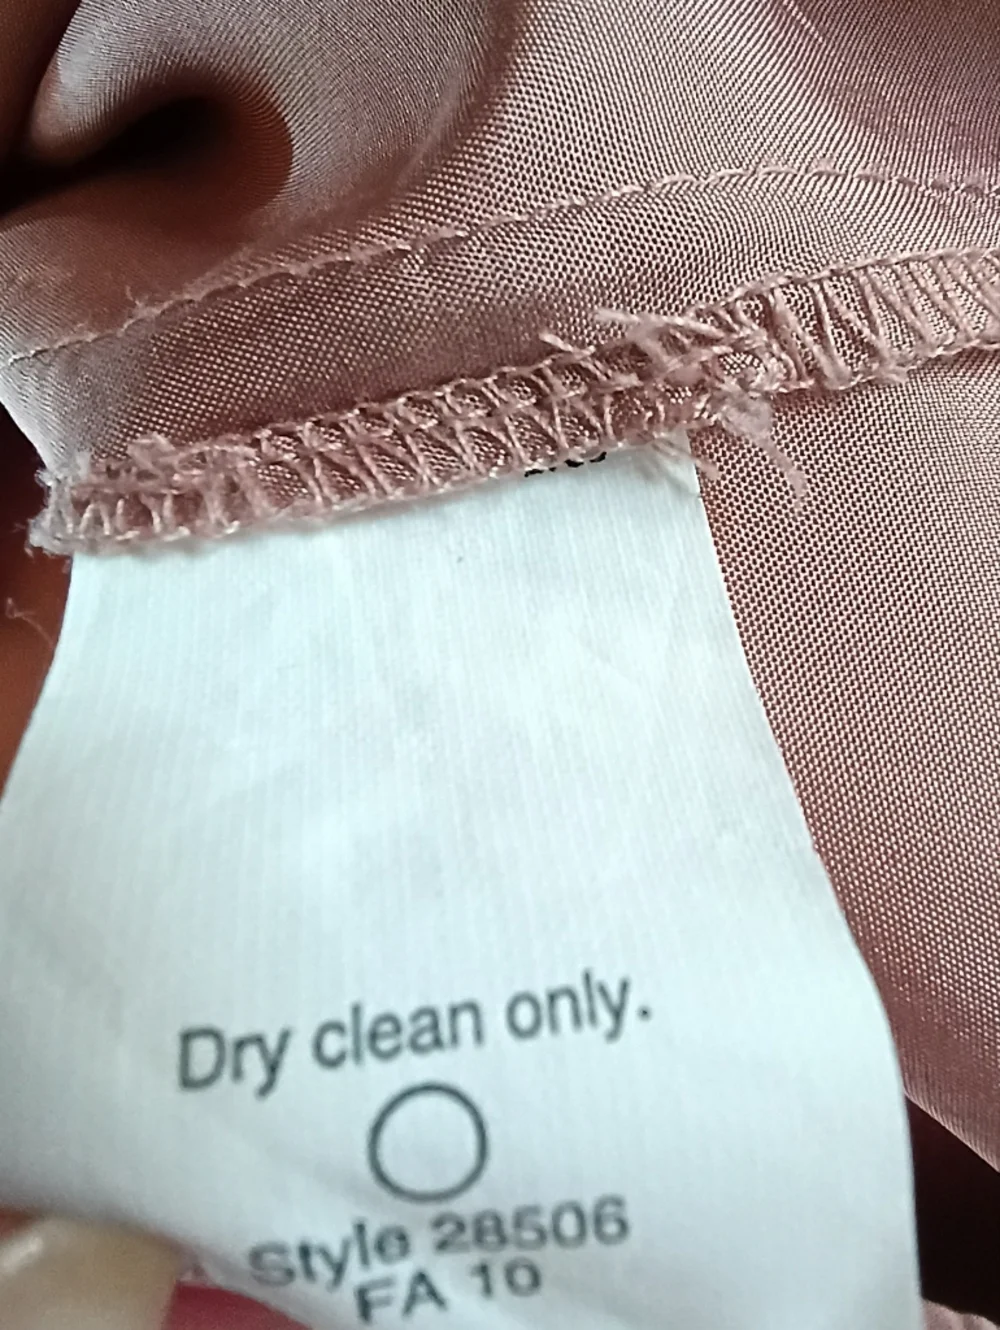 Dry clean only.
Style 28506
FA 10